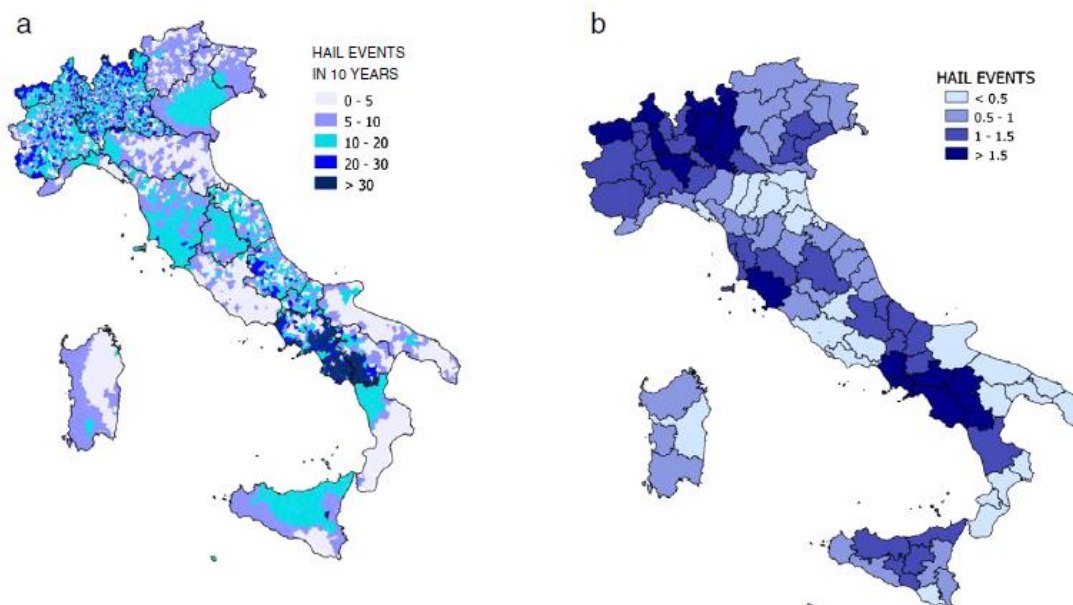 a
HAIL EVENTS
IN 10 YEARS
0 - 5
5 - 10
10 - 20
20 - 30
> 30
b
HAIL EVENTS
< 0.5
0.5 - 1
1 - 1.5
> 1.5